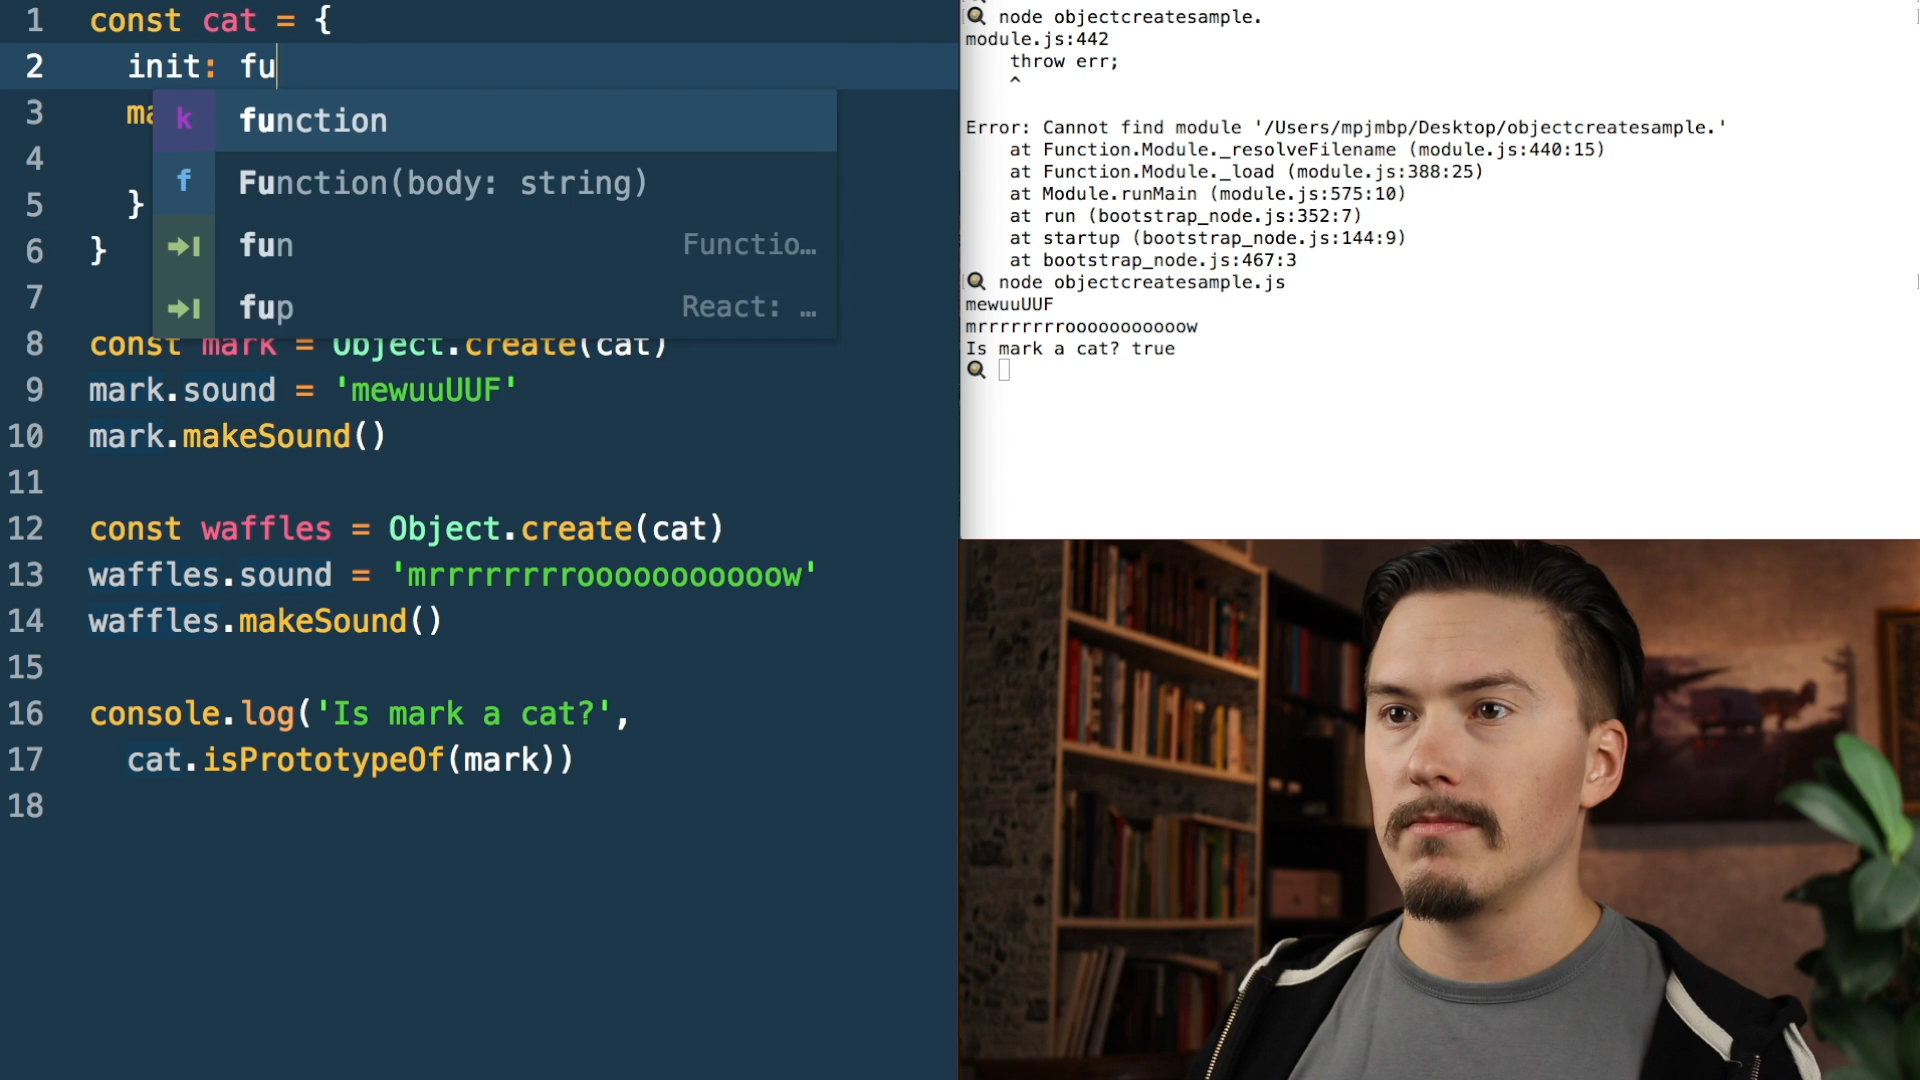 1 const cat = {
2 init: fu
3 ma
4
5 }
6 }
7
k function
f Function(body: string)
fun Functio…
fup React: …
8 const mark = Object.create(cat)
9 mark.sound = 'mewuuUUF'
10 mark.makeSound()
11
12 const waffles = Object.create(cat)
13 waffles.sound = 'mrrrrrrrrooooooooooow'
14 waffles.makeSound()
15
16 console.log('Is mark a cat?',
17 cat.isPrototypeOf(mark))
18
node objectcreatesample.
module.js:442
throw err;
^
Error: Cannot find module '/Users/mpjmbp/Desktop/objectcreatesample.'
at Function.Module._resolveFilename (module.js:440:15)
at Function.Module._load (module.js:388:25)
at Module.runMain (module.js:575:10)
at run (bootstrap_node.js:352:7)
at startup (bootstrap_node.js:144:9)
at bootstrap_node.js:467:3
node objectcreatesample.js
mewuuUUF
mrrrrrrrrooooooooooow
Is mark a cat? true